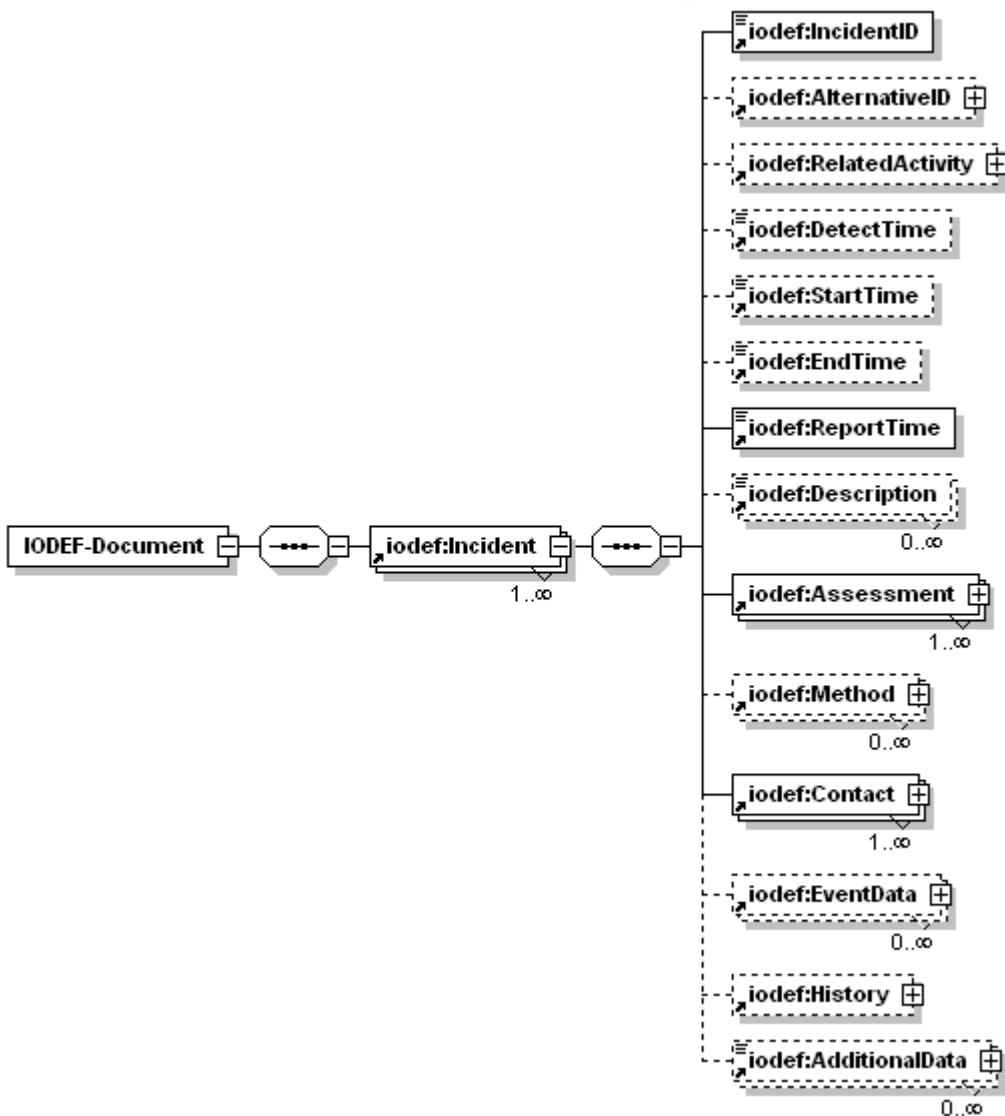 iodef:IncidentID
iodef:AlternativeID
iodef:RelatedActivity
iodef:DetectTime
iodef:StartTime
iodef:EndTime
iodef:ReportTime
iodef:Description
0..∞
IODEF-Document
iodef:Incident
1..∞
iodef:Assessment
1..∞
iodef:Method
0..∞
iodef:Contact
1..∞
iodef:EventData
0..∞
iodef:History
iodef:AdditionalData
0..∞